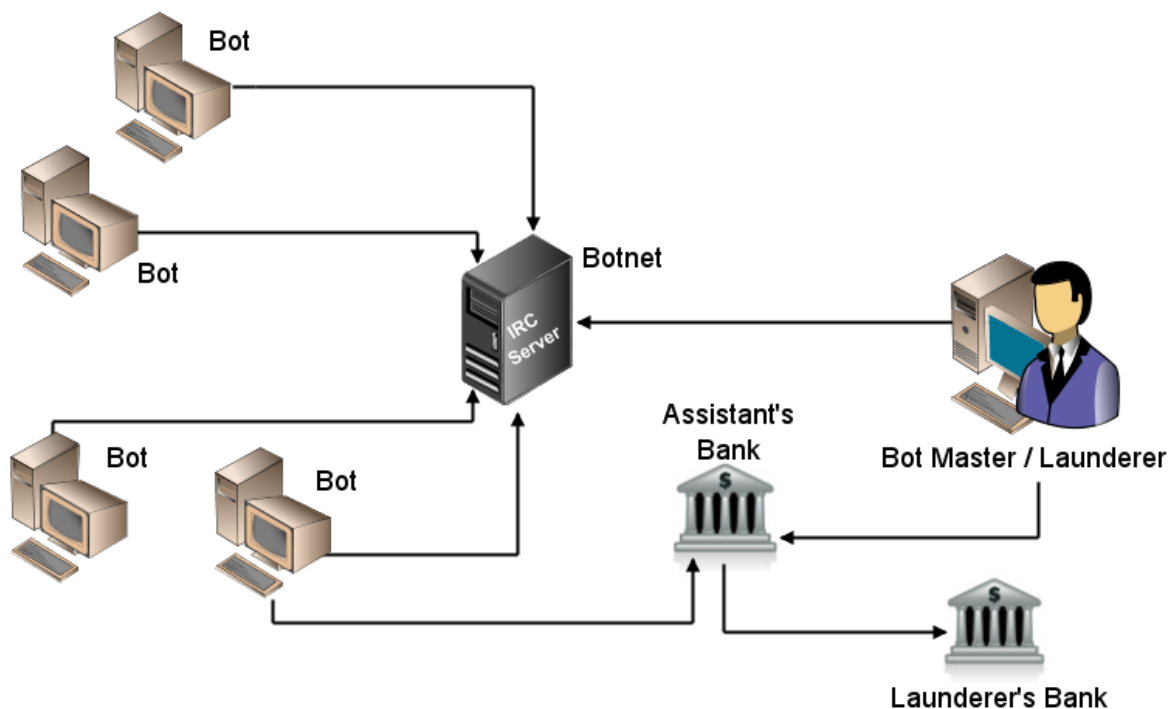 Bot
Bot
Botnet
IRC
Server
Assistant's
Bank
Bot Master / Launderer
Bot
Bot
$
$
Launderer's Bank